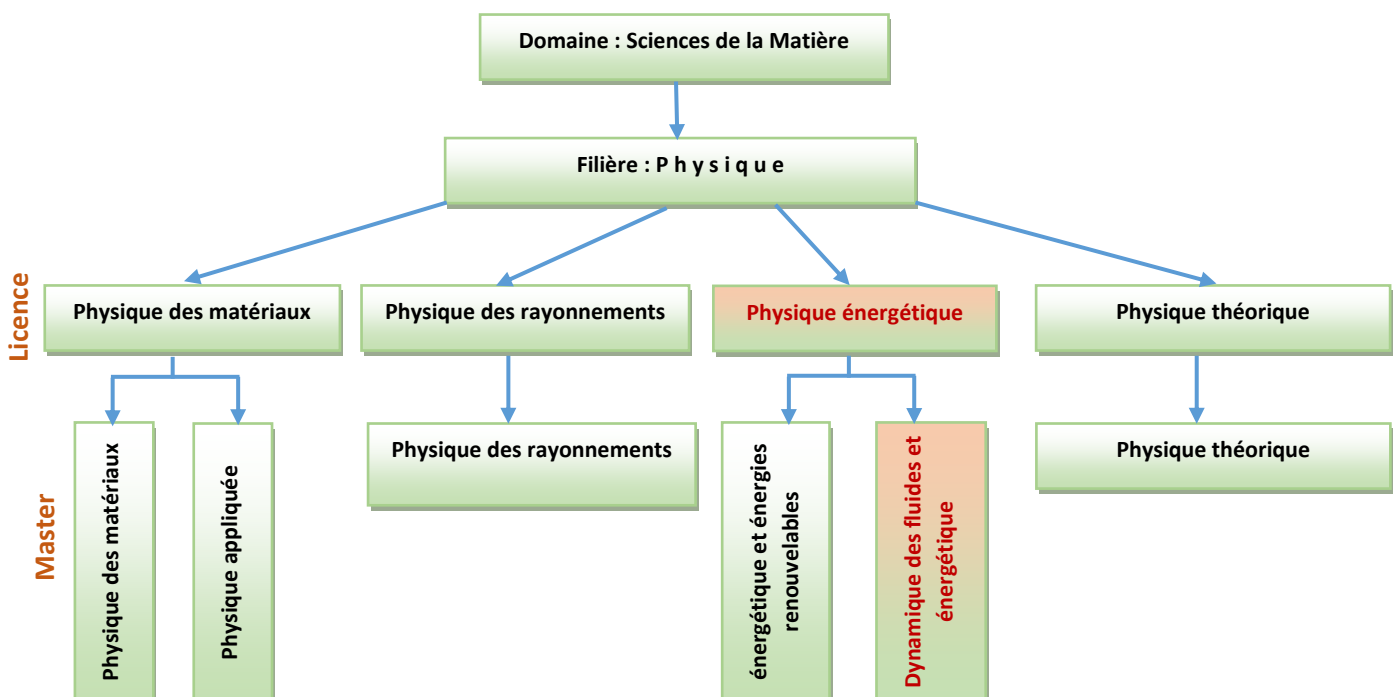 Domaine : Sciences de la Matière
Filière : P h y s i q u e
Licence
Physique des matériaux
Physique des rayonnements
Physique énergétique
Physique théorique
Master
Physique des matériaux
Physique appliquée
Physique des rayonnements
énergétique et énergies
renouvelables
Dynamique des fluides et
énergétique
Physique théorique